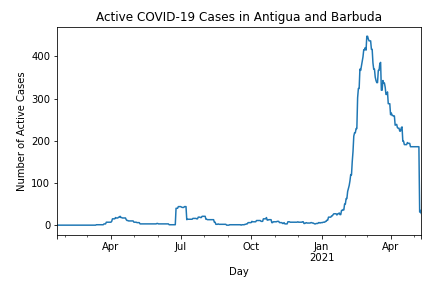 Active COVID-19 Cases in Antigua and Barbuda
Number of Active Cases
400
300
200
100
0
Apr
Jul
Oct
Jan
2021
Apr
Day